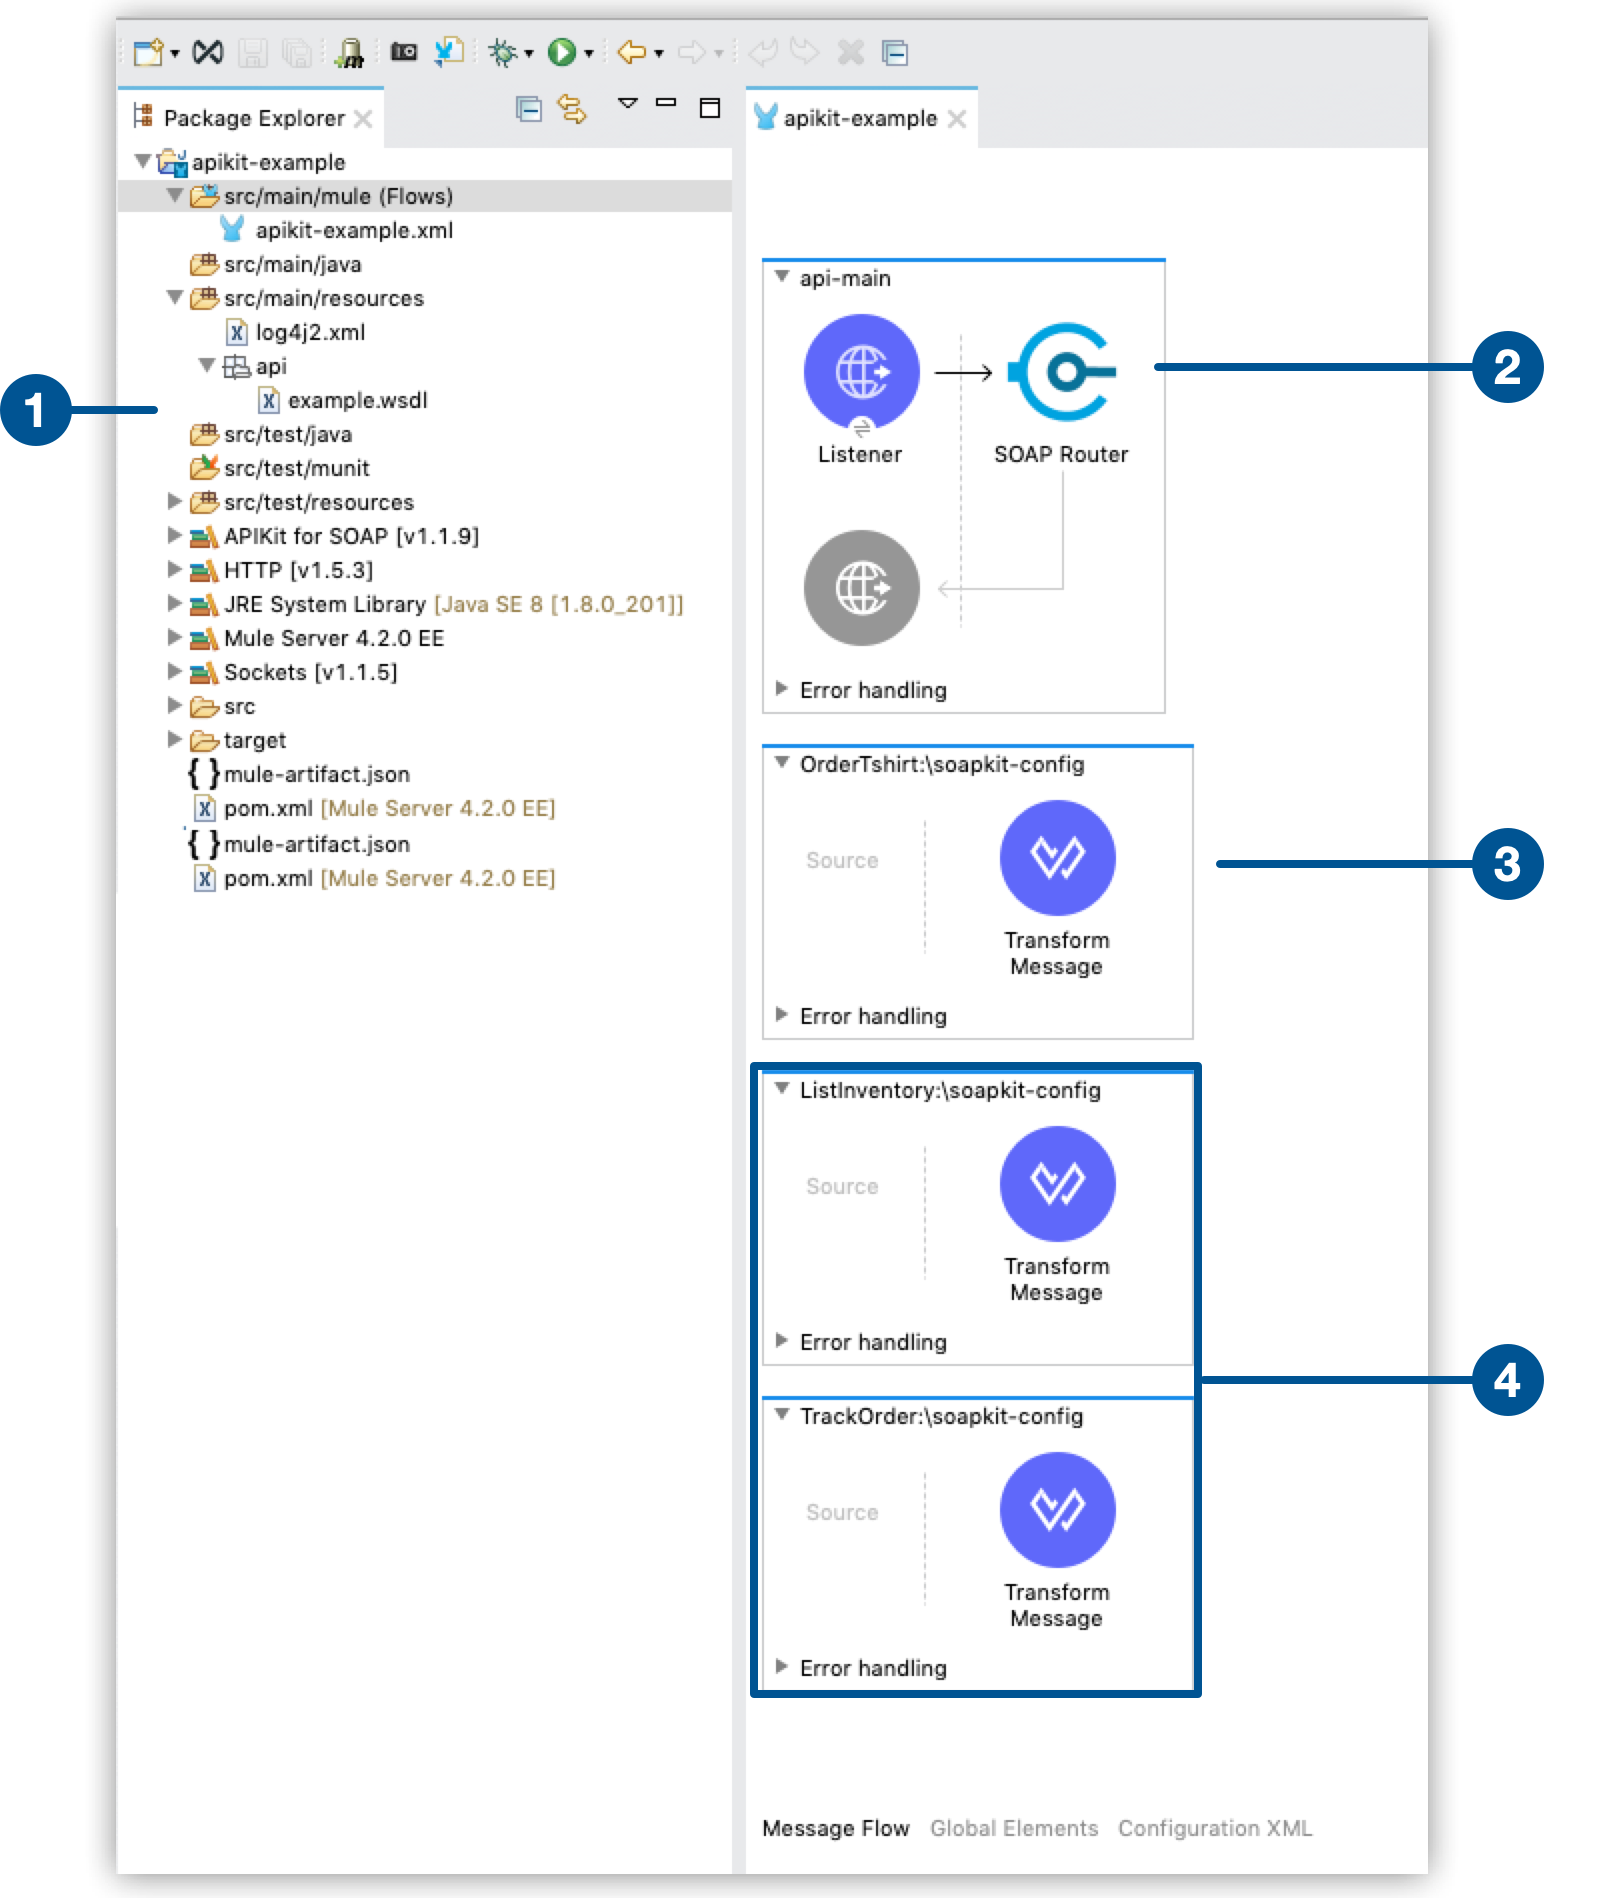 Package Explorer
apikit-example
src/main/mule (Flows)
apikit-example.xml
src/main/java
src/main/resources
log4j2.xml
api
example.wsdl
src/test/java
src/test/munit
src/test/resources
APIKit for SOAP [v1.1.9]
HTTP [v1.5.3]
JRE System Library [Java SE 8 [1.8.0_201]]
Mule Server 4.2.0 EE
Sockets [v1.1.5]
src
target
mule-artifact.json
pom.xml [Mule Server 4.2.0 EE]
mule-artifact.json
pom.xml [Mule Server 4.2.0 EE]
1
apikit-example
api-main
Listener
SOAP Router
Error handling
2
OrderTshirt:\soapkit-config
Source
Transform
Message
Error handling
3
ListInventory:\soapkit-config
Source
Transform
Message
Error handling
TrackOrder:\soapkit-config
Source
Transform
Message
Error handling
4
Message Flow Global Elements Configuration XML